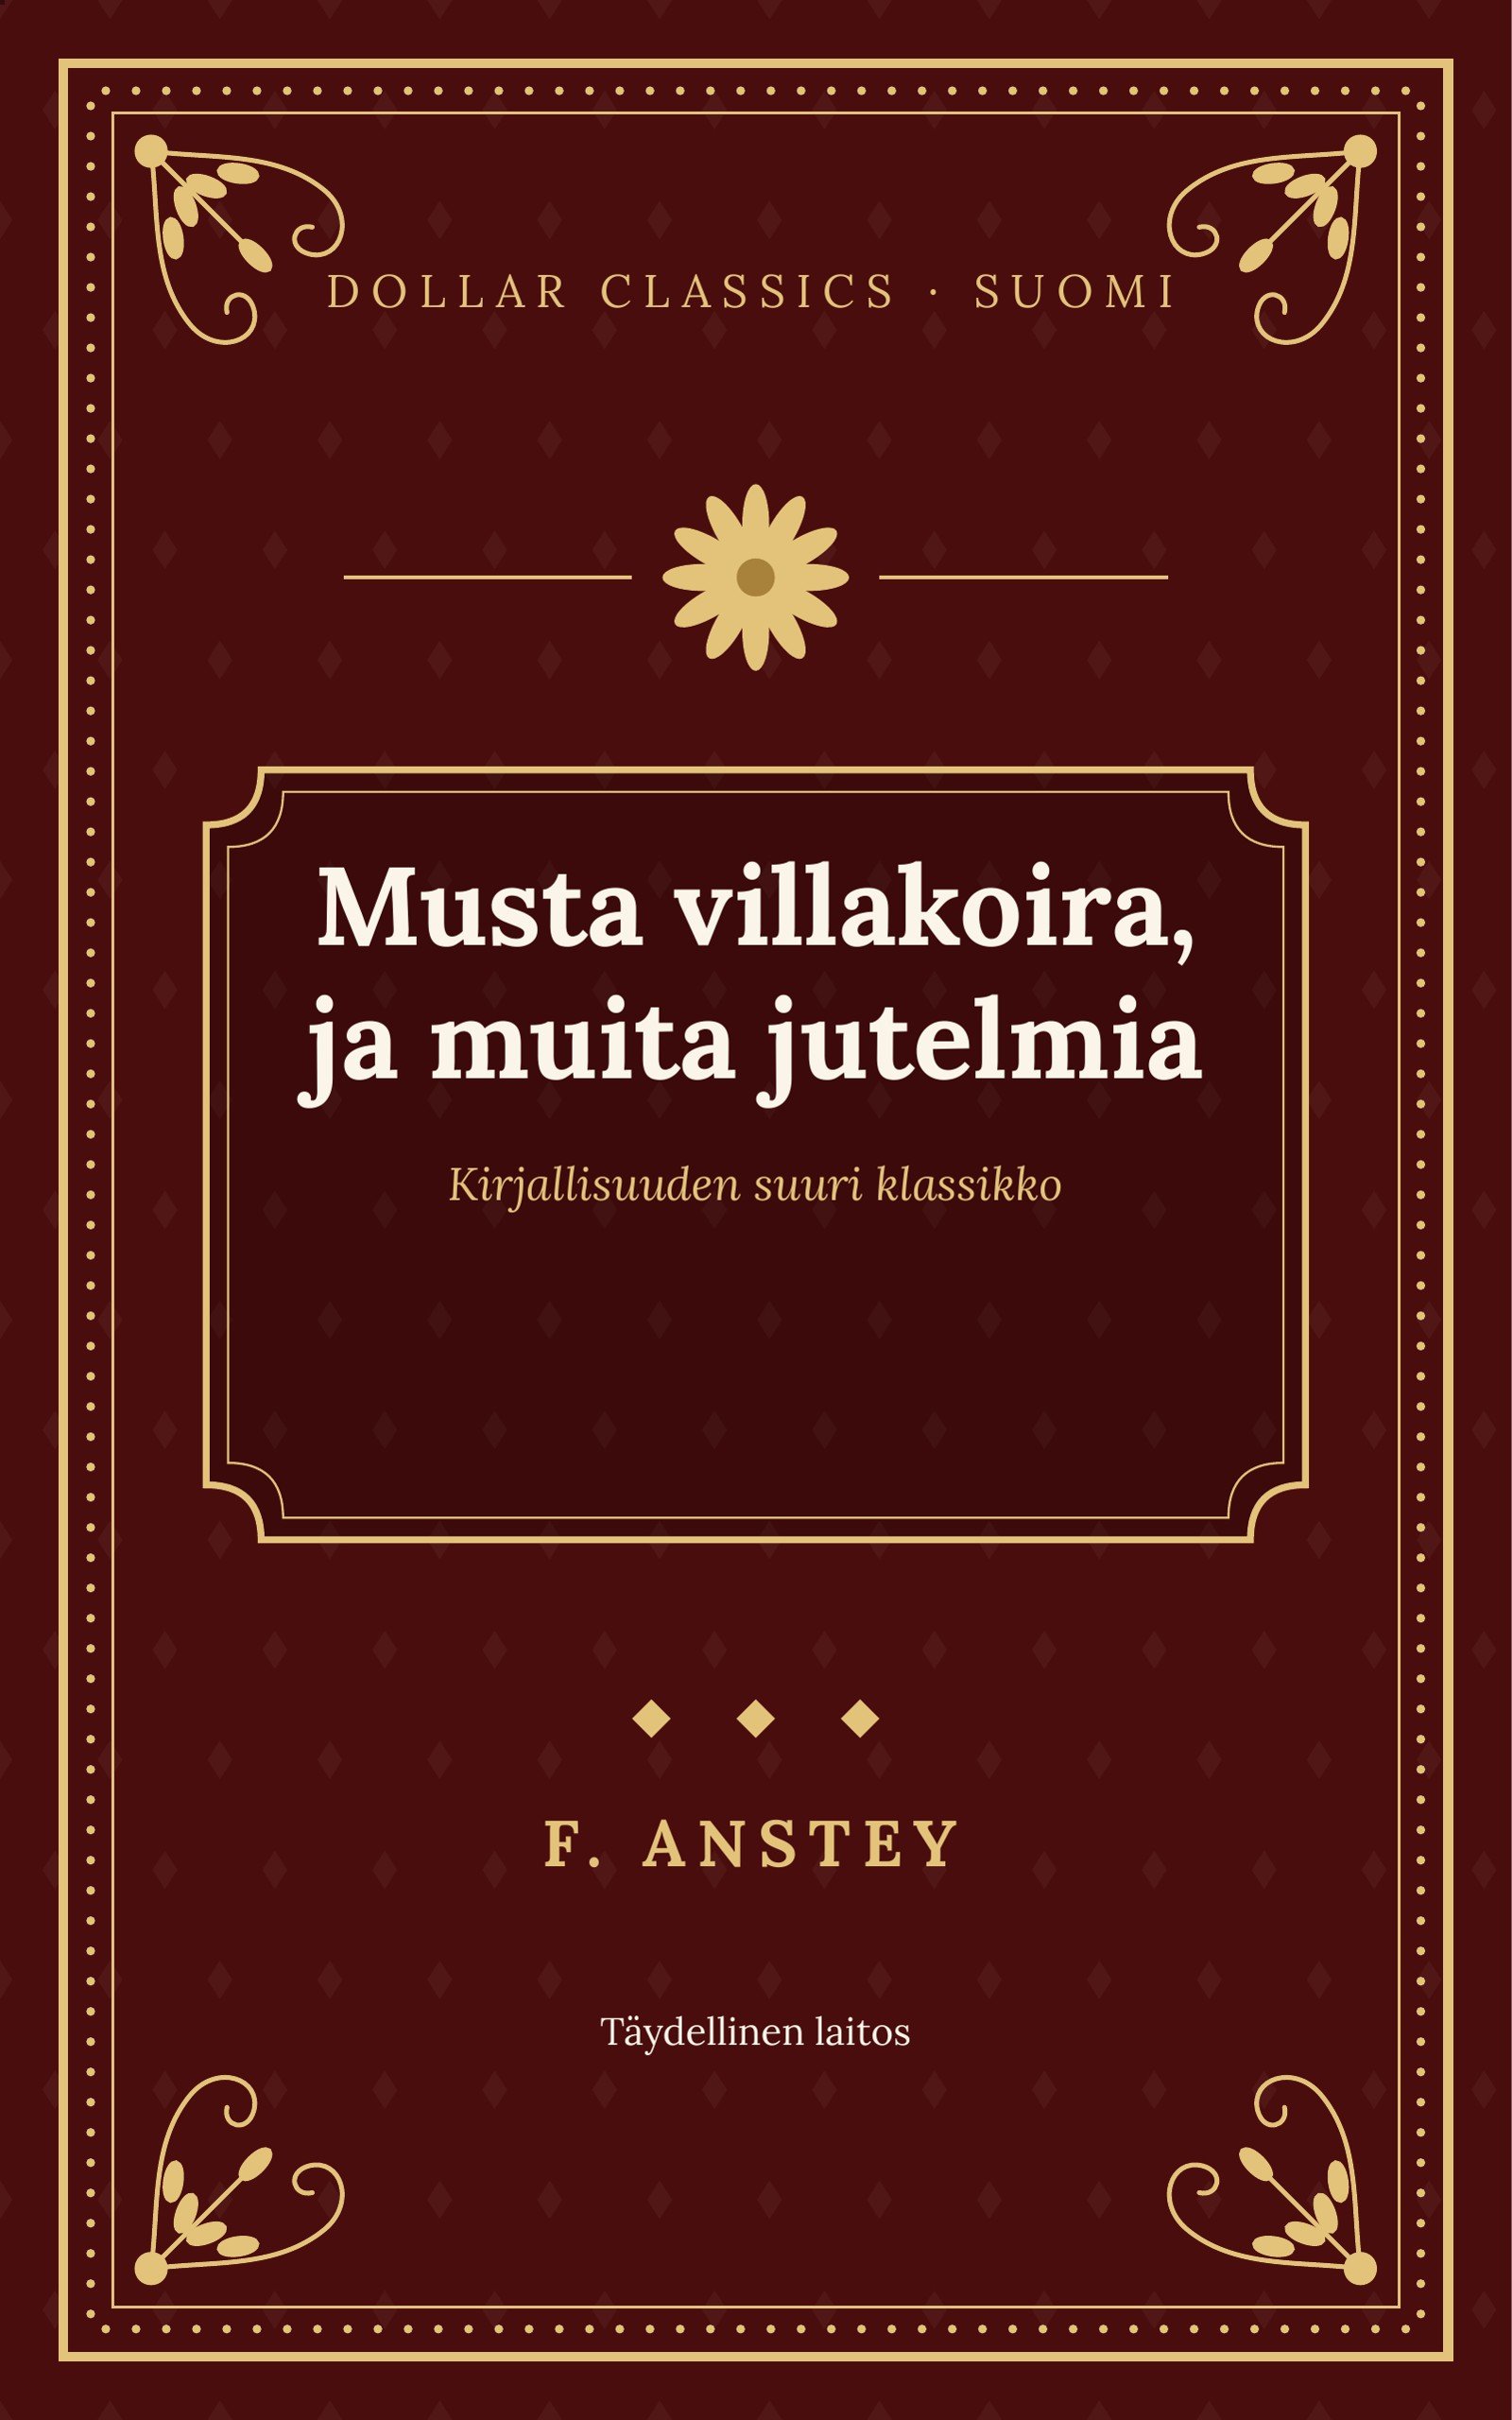 DOLLAR CLASSICS · SUOMI
Musta villakoira,
ja muita jutelmia
Kirjallisuuden suuri klassikko
F. ANSTEY
Täydellinen laitos